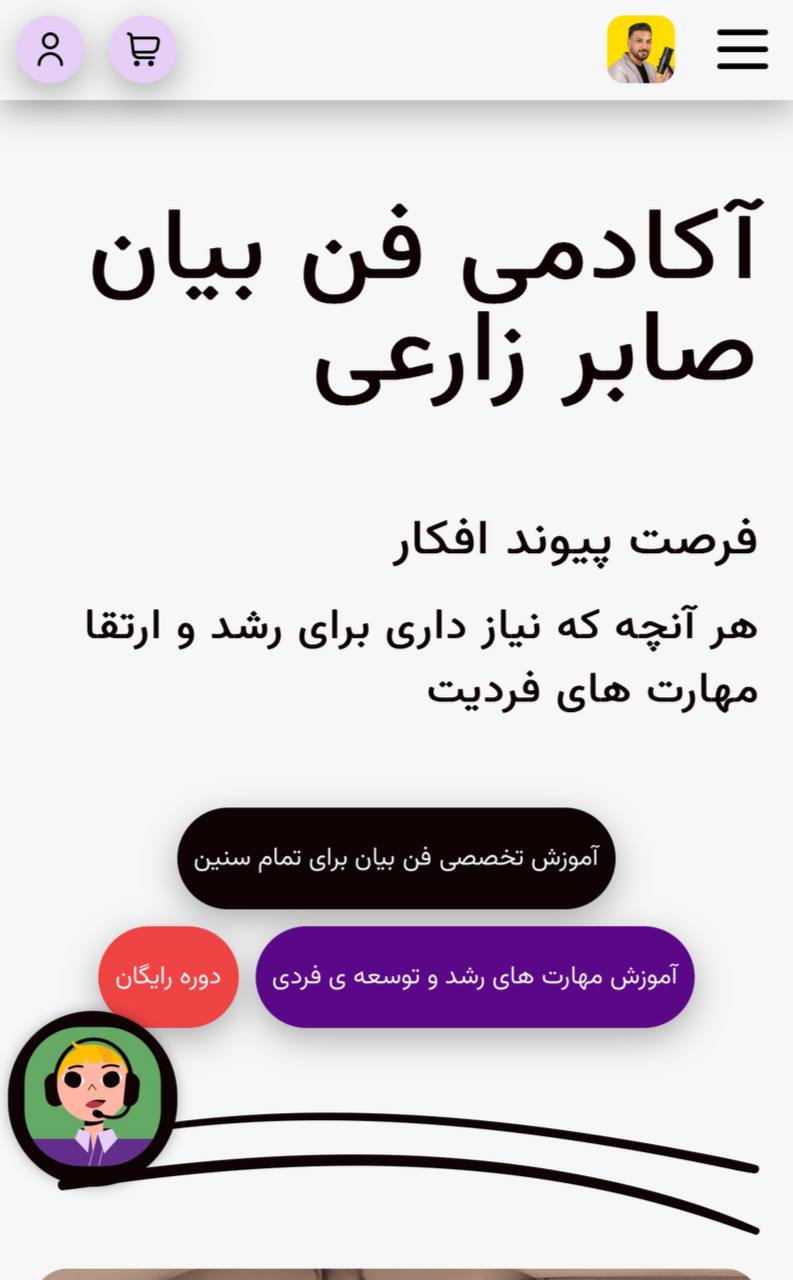 آکادمی فن بیان
صابر زارعی
فرصت پیوند افکار
هر آنچه که نیاز داری برای رشد و ارتقا
مهارت های فردیت
آموزش تخصصی فن بیان برای تمام سنین
آموزش مهارت های رشد و توسعه ی فردی
دوره رایگان